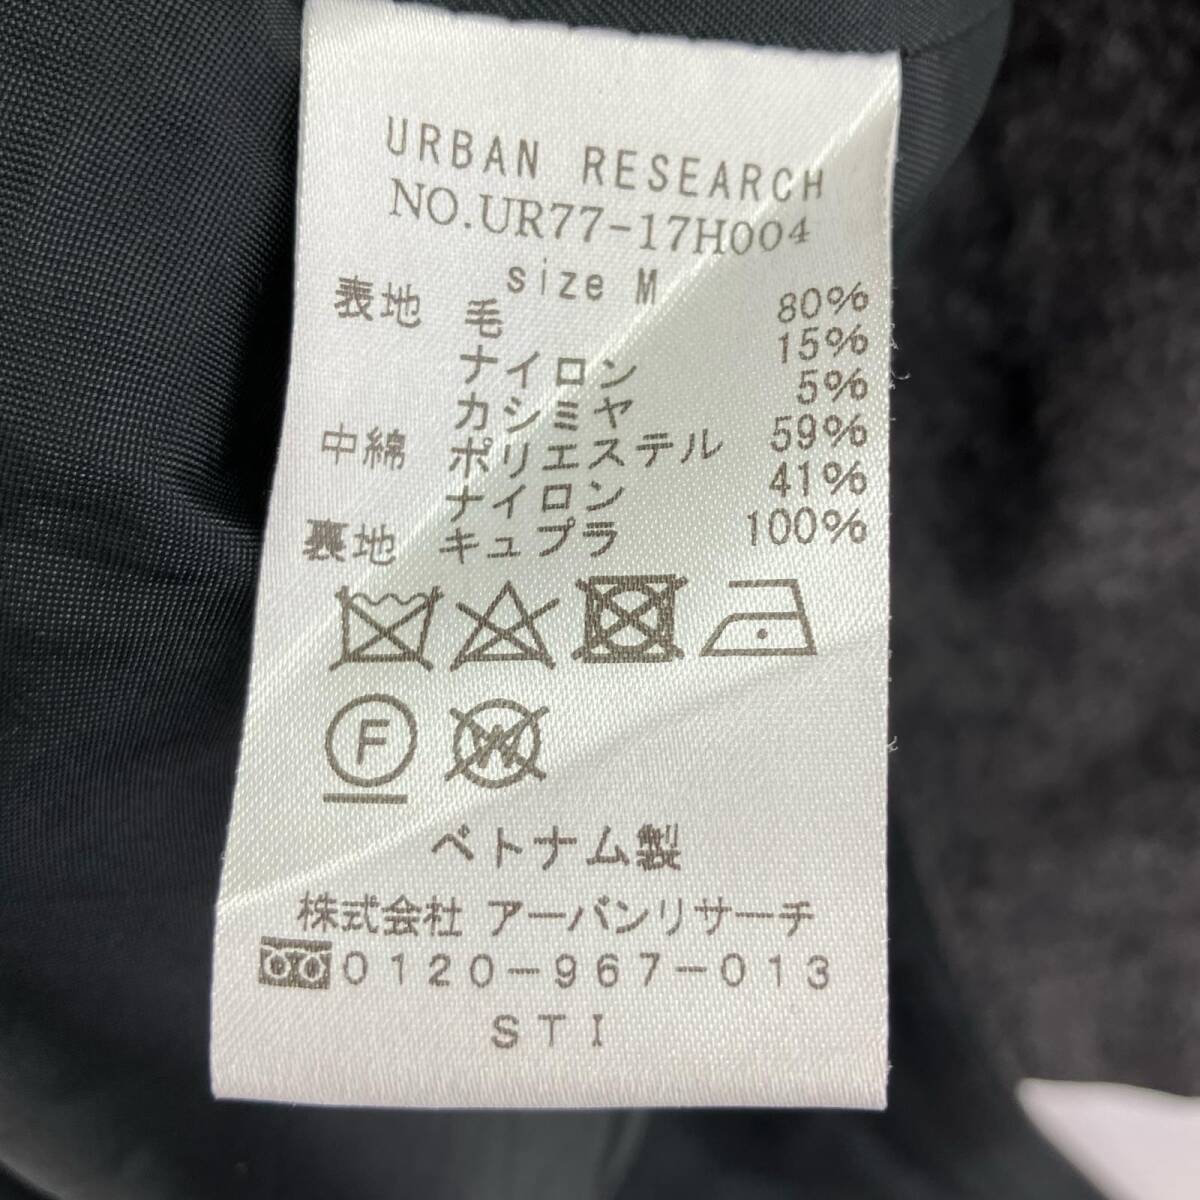 URBAN RESEARCH
NO.UR77-17H004
size M
表地 毛 80%
ナイロン 15%
カシミヤ 5%
中綿 ポリエステル 59%
ナイロン 41%
裏地 キュプラ 100%
F W
ベトナム製
株式会社 アーバンリサーチ
0120-967-013
STI